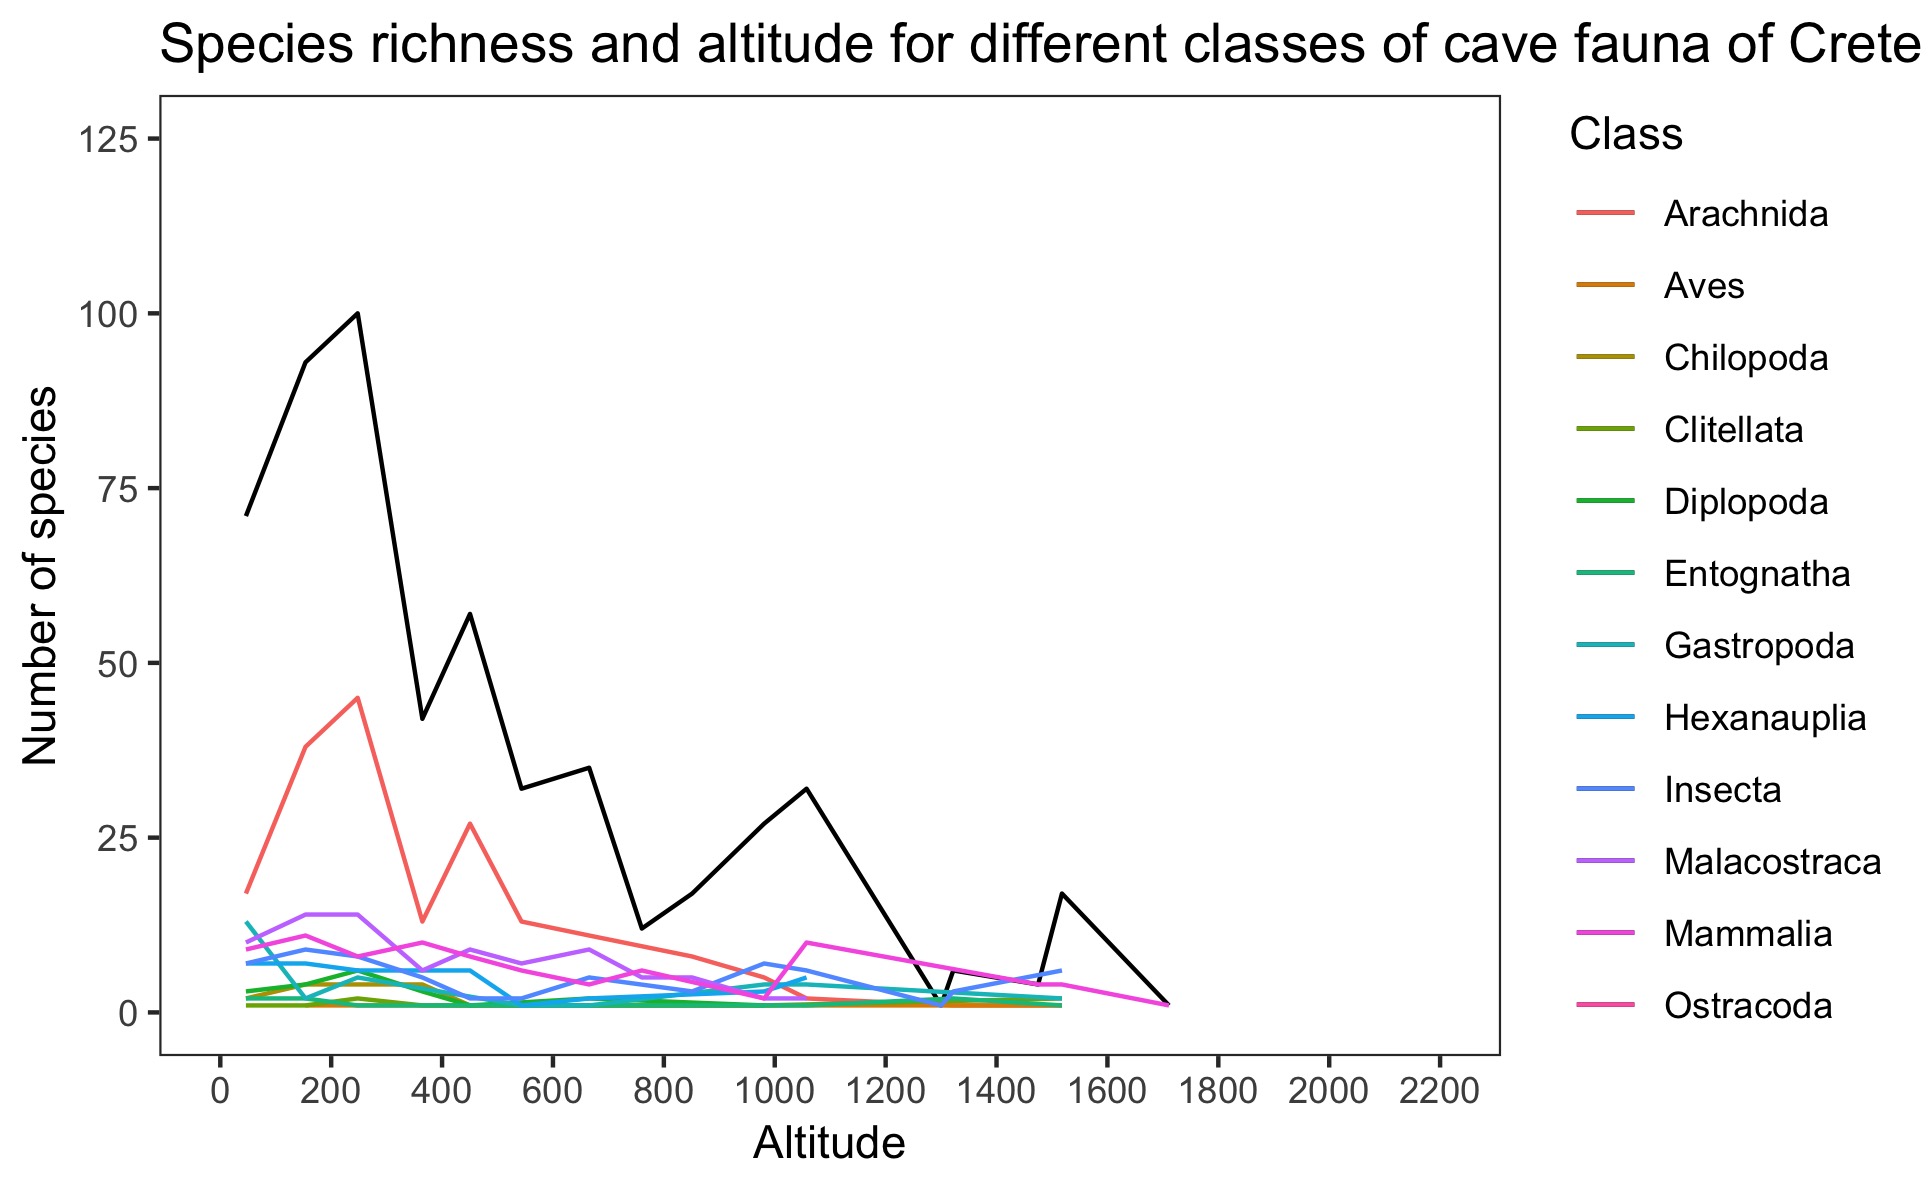 Species richness and altitude for different classes of cave fauna of Crete
125
100
75
50
25
0
Number of species
0 200 400 600 800 1000 1200 1400 1600 1800 2000 2200
Altitude
Class
Arachnida
Aves
Chilopoda
Clitellata
Diplopoda
Entognatha
Gastropoda
Hexanauplia
Insecta
Malacostraca
Mammalia
Ostracoda